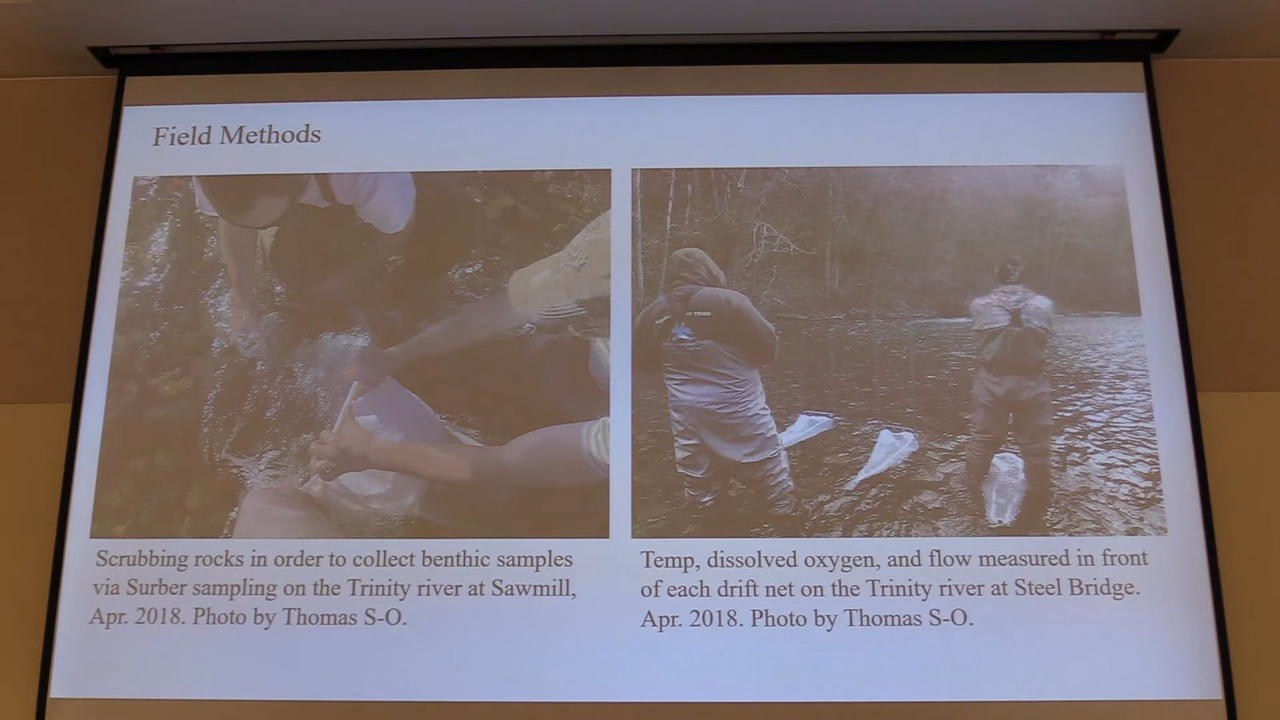 Field Methods
TRIBE
Scrubbing rocks in order to collect benthic samples
via Surber sampling on the Trinity river at Sawmill,
Apr. 2018. Photo by Thomas S-O.
Temp, dissolved oxygen, and flow measured in front
of each drift net on the Trinity river at Steel Bridge.
Apr. 2018. Photo by Thomas S-O.